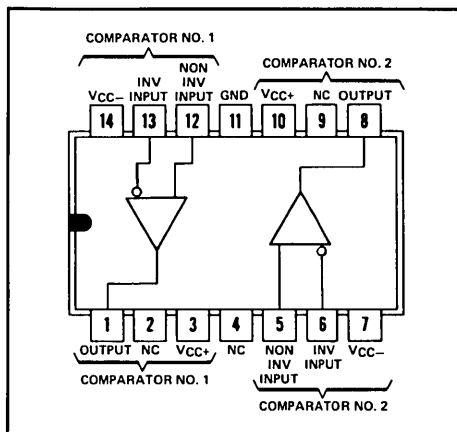 COMPARATOR NO. 1
COMPARATOR NO. 2
VCC– INV INPUT NON INV INPUT GND VCC+ NC OUTPUT
14 13 12 11 10 9 8
1 2 3 4 5 6 7
OUTPUT NC VCC+ NC NON INV INPUT INV INPUT VCC–
COMPARATOR NO. 1
COMPARATOR NO. 2